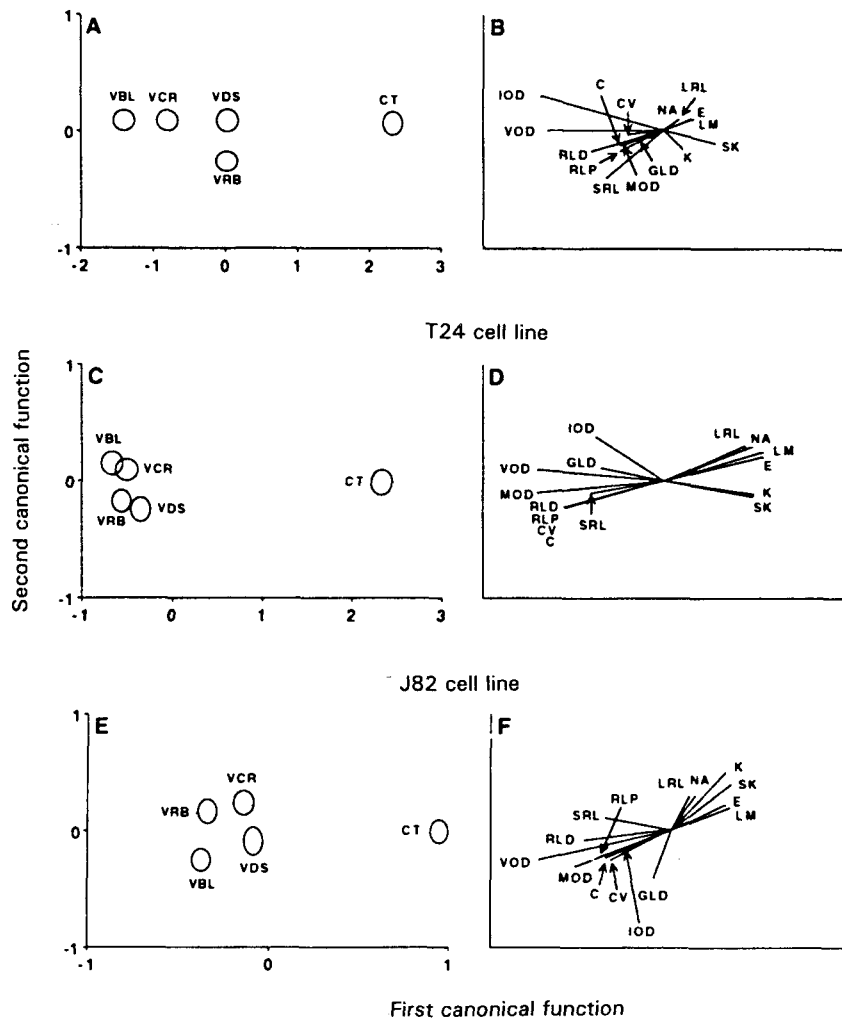 A
1
0
-1
-2
-1
0
1
2
3
VBL
VCR
VDS
CT
VRB
B
IOD
C
CV
NA
LRL
E
LM
VOD
SK
K
RLD
RLP
GLD
SRL
MOD
T24 cell line
C
1
0
-1
-1
0
1
2
3
VBL
VCR
CT
VRB
VDS
D
IOD
LRL
NA
VOD
GLD
LM
E
MOD
K
RLD
SK
RLP
SRL
CV
C
Second canonical function
J82 cell line
E
1
0
-1
-1
0
1
VCR
VRB
CT
VBL
VDS
F
K
LRL
NA
SK
RLP
SRL
E
LM
RLD
VOD
MOD
C
CV
GLD
IOD
First canonical function